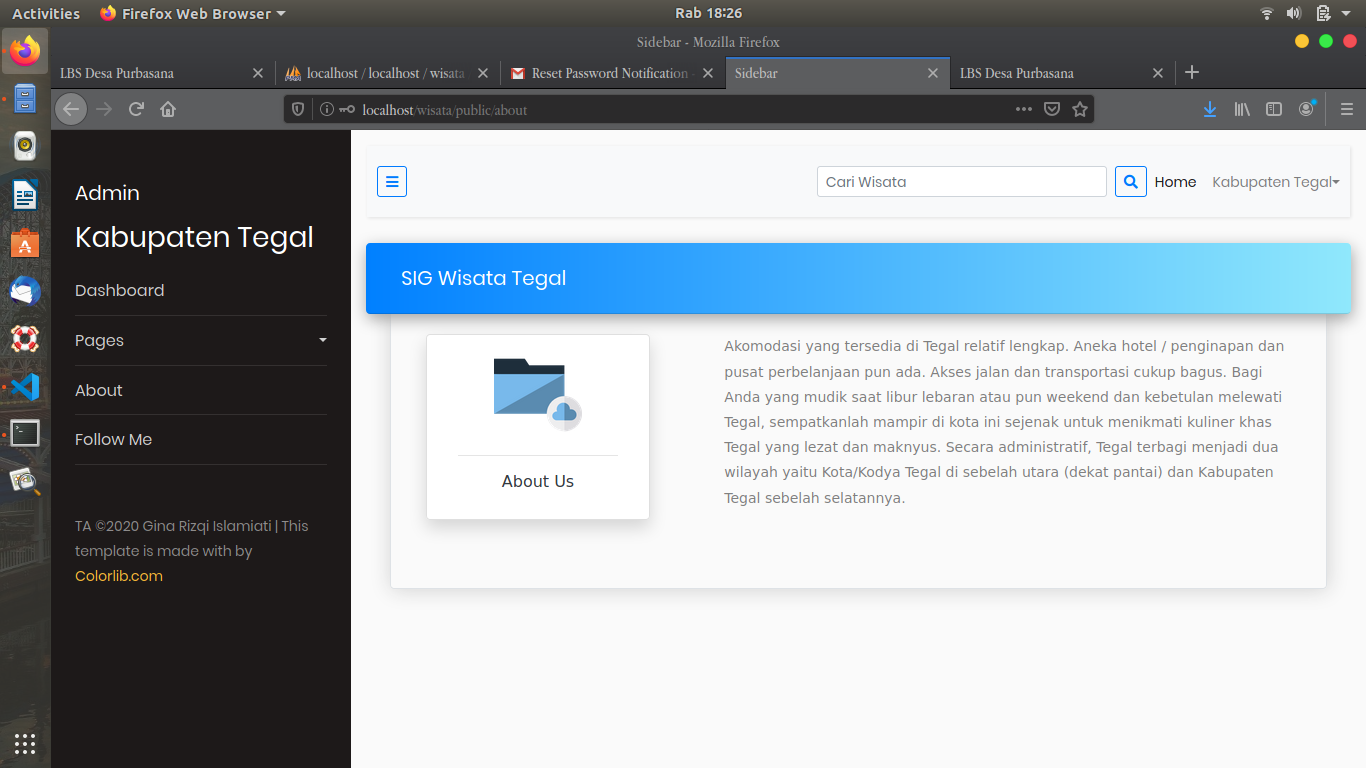 Activities Firefox Web Browser Rab 18:26
Sidebar - Mozilla Firefox
LBS Desa Purbasana localhost / localhost / wisata Reset Password Notification - Sidebar LBS Desa Purbasana
localhost/wisata/public/about
Admin
Kabupaten Tegal
Dashboard
Pages
About
Follow Me
TA ©2020 Gina Rizqi Islamiati | This
template is made with by
Colorlib.com
Cari Wisata Home Kabupaten Tegal
SIG Wisata Tegal
About Us
Akomodasi yang tersedia di Tegal relatif lengkap. Aneka hotel / penginapan dan
pusat perbelanjaan pun ada. Akses jalan dan transportasi cukup bagus. Bagi
Anda yang mudik saat libur lebaran atau pun weekend dan kebetulan melewati
Tegal, sempatkanlah mampir di kota ini sejenak untuk menikmati kuliner khas
Tegal yang lezat dan maknyus. Secara administratif, Tegal terbagi menjadi dua
wilayah yaitu Kota/Kodya Tegal di sebelah utara (dekat pantai) dan Kabupaten
Tegal sebelah selatannya.